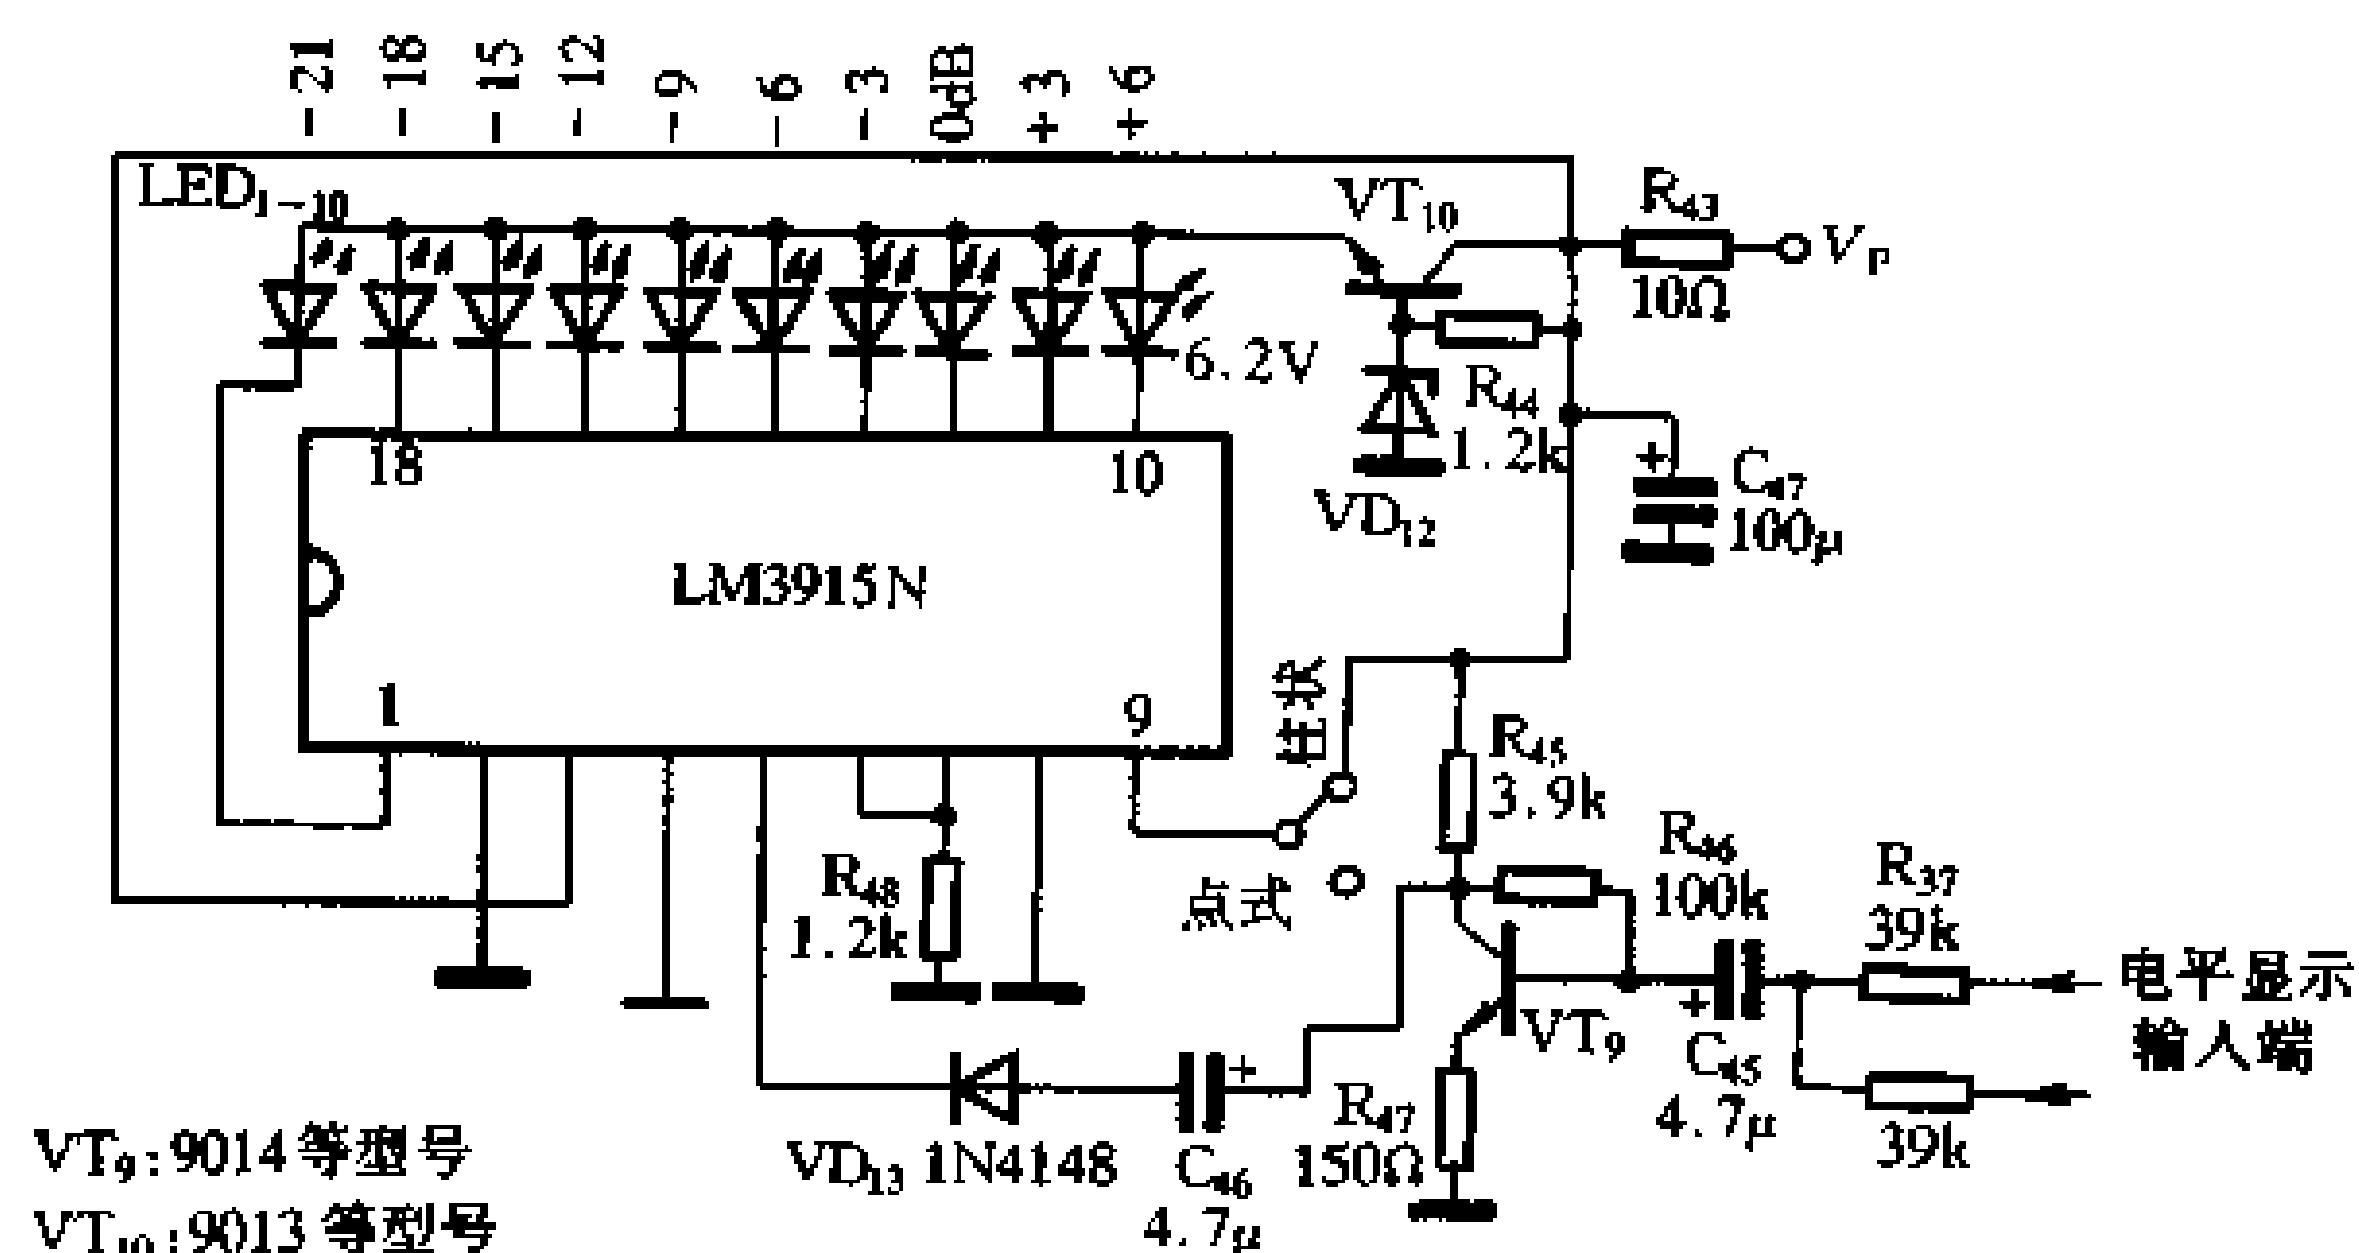 -21 -18 -15 -12 -9 -6 -3 0dB +3 +6
LED1-10
VT10
R43
10Ω
VP
6.2V
R44
1.2k
VD12
C47
100μ
18
10
LM3915N
1
9
柱状
点式
R45
3.9k
R46
100k
R37
39k
R48
1.2k
电平显示
输入端
VT9
C45
4.7μ
39k
R47
150Ω
VD13 1N4148
C46
4.7μ
VT9:9014等型号
VT10:9013等型号